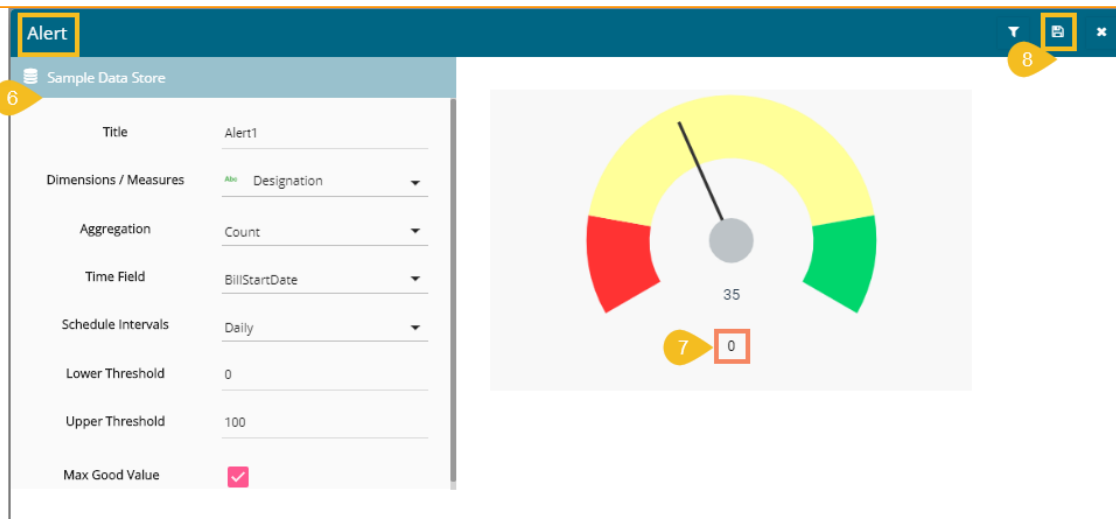 Alert
8
Sample Data Store
6
Title Alert1
Dimensions / Measures Abc Designation
Aggregation Count
Time Field BillStartDate
Schedule Intervals Daily
Lower Threshold 0
Upper Threshold 100
Max Good Value
35
7 0